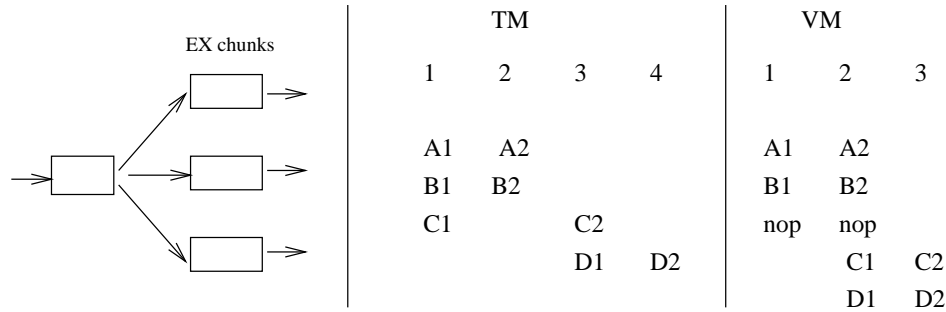 EX chunks
TM
1 2 3 4
A1 A2
B1 B2
C1 C2
D1 D2
VM
1 2 3
A1 A2
B1 B2
nop nop
C1 C2
D1 D2